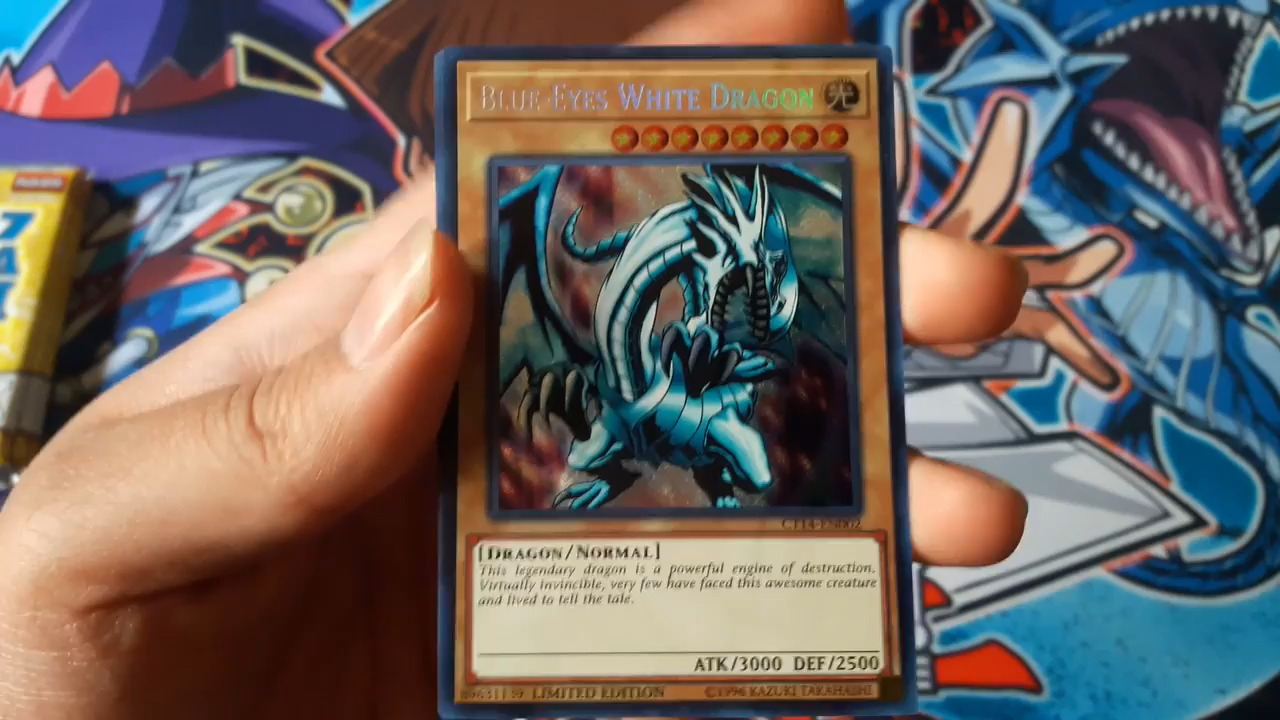 BLUE-EYES WHITE DRAGON 光
CT14-EN002
[DRAGON/NORMAL]
This legendary dragon is a powerful engine of destruction.
Virtually invincible, very few have faced this awesome creature
and lived to tell the tale.
ATK/3000 DEF/2500
LIMITED EDITION ©1996 KAZUKI TAKAHASHI